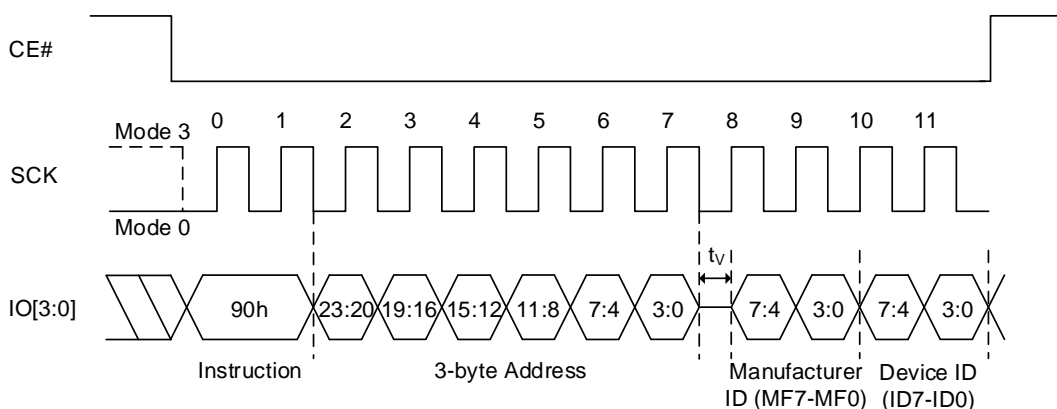 CE#
0 1 2 3 4 5 6 7 8 9 10 11
Mode 3
SCK
Mode 0
tV
IO[3:0] 90h 23:20 19:16 15:12 11:8 7:4 3:0 7:4 3:0 7:4 3:0
Instruction 3-byte Address Manufacturer Device ID
ID (MF7-MF0) (ID7-ID0)